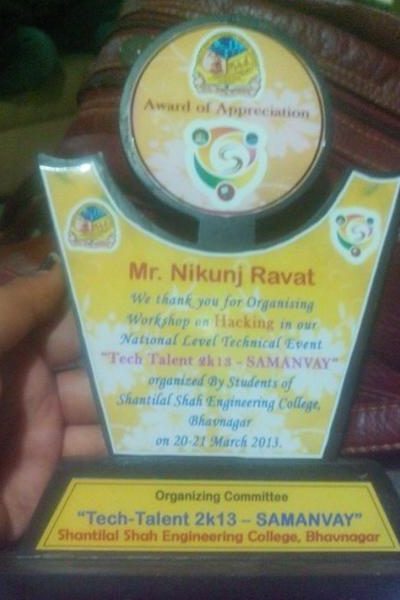 Award of Appreciation
Mr. Nikunj Ravat
We thank you for Organising
Workshop on Hacking in our
National Level Technical Event
"Tech Talent 2k13 - SAMANVAY"
organized By Students of
Shantilal Shah Engineering College,
Bhavnagar
on 20-21 March 2013.
Organizing Committee
"Tech-Talent 2k13 – SAMANVAY"
Shantilal Shah Engineering College, Bhavnagar